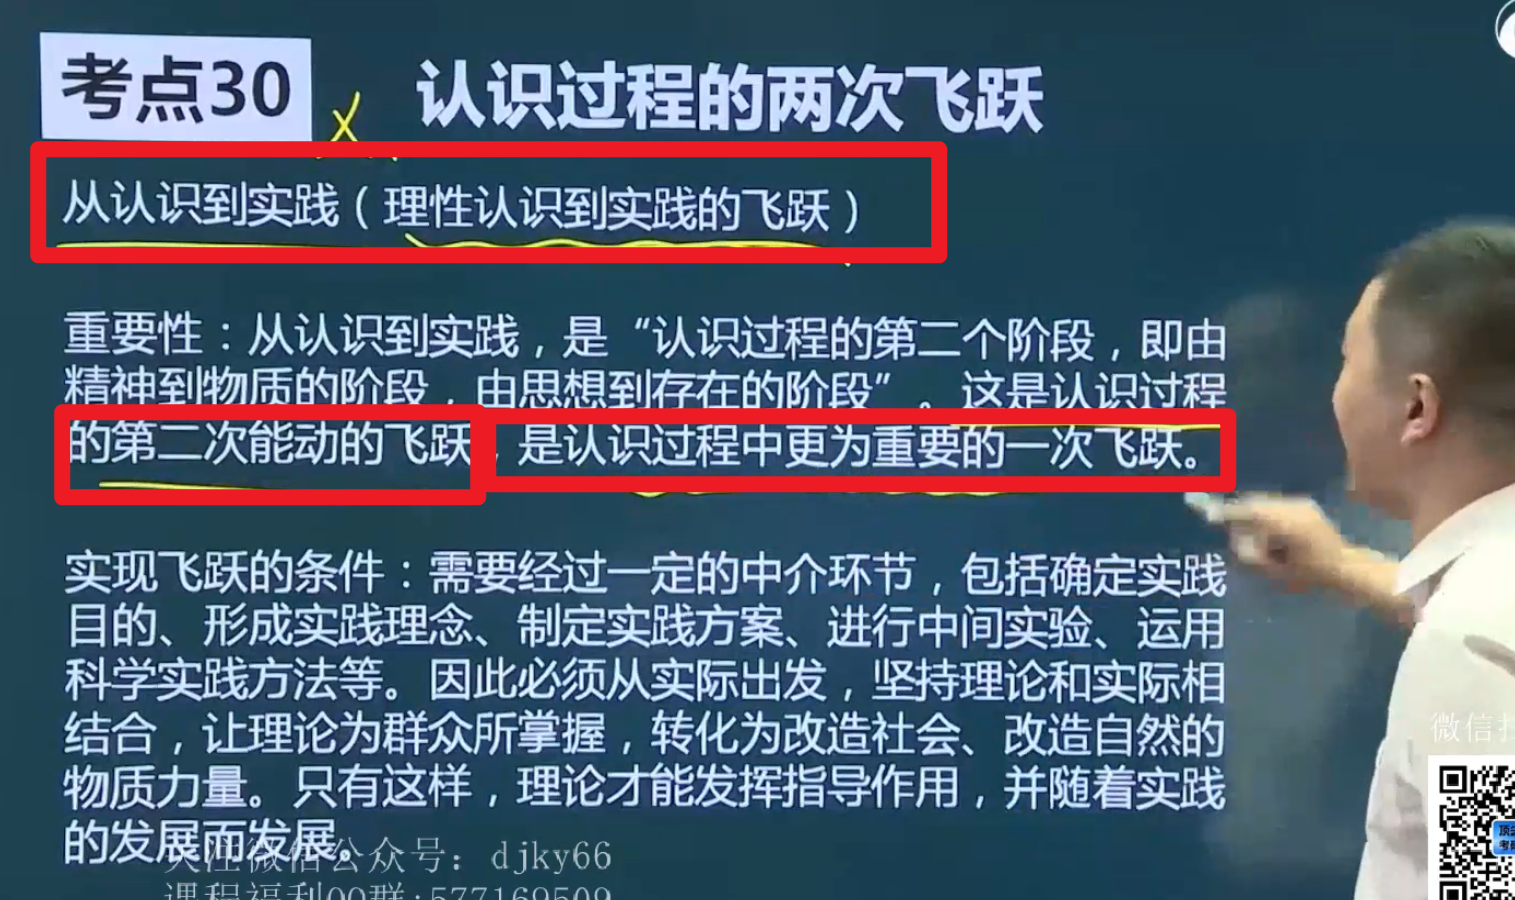 考点30
认识过程的两次飞跃
从认识到实践（理性认识到实践的飞跃）
重要性：从认识到实践，是“认识过程的第二个阶段，即由
精神到物质的阶段，由思想到存在的阶段”。这是认识过程
的第二次能动的飞跃，是认识过程中更为重要的一次飞跃。
实现飞跃的条件：需要经过一定的中介环节，包括确定实践
目的、形成实践理念、制定实践方案、进行中间实验、运用
科学实践方法等。因此必须从实际出发，坚持理论和实际相
结合，让理论为群众所掌握，转化为改造社会、改造自然的
物质力量。只有这样，理论才能发挥指导作用，并随着实践
的发展而发展。
关注微信公众号：djky66
课程福利QQ群:577169509
微信扫